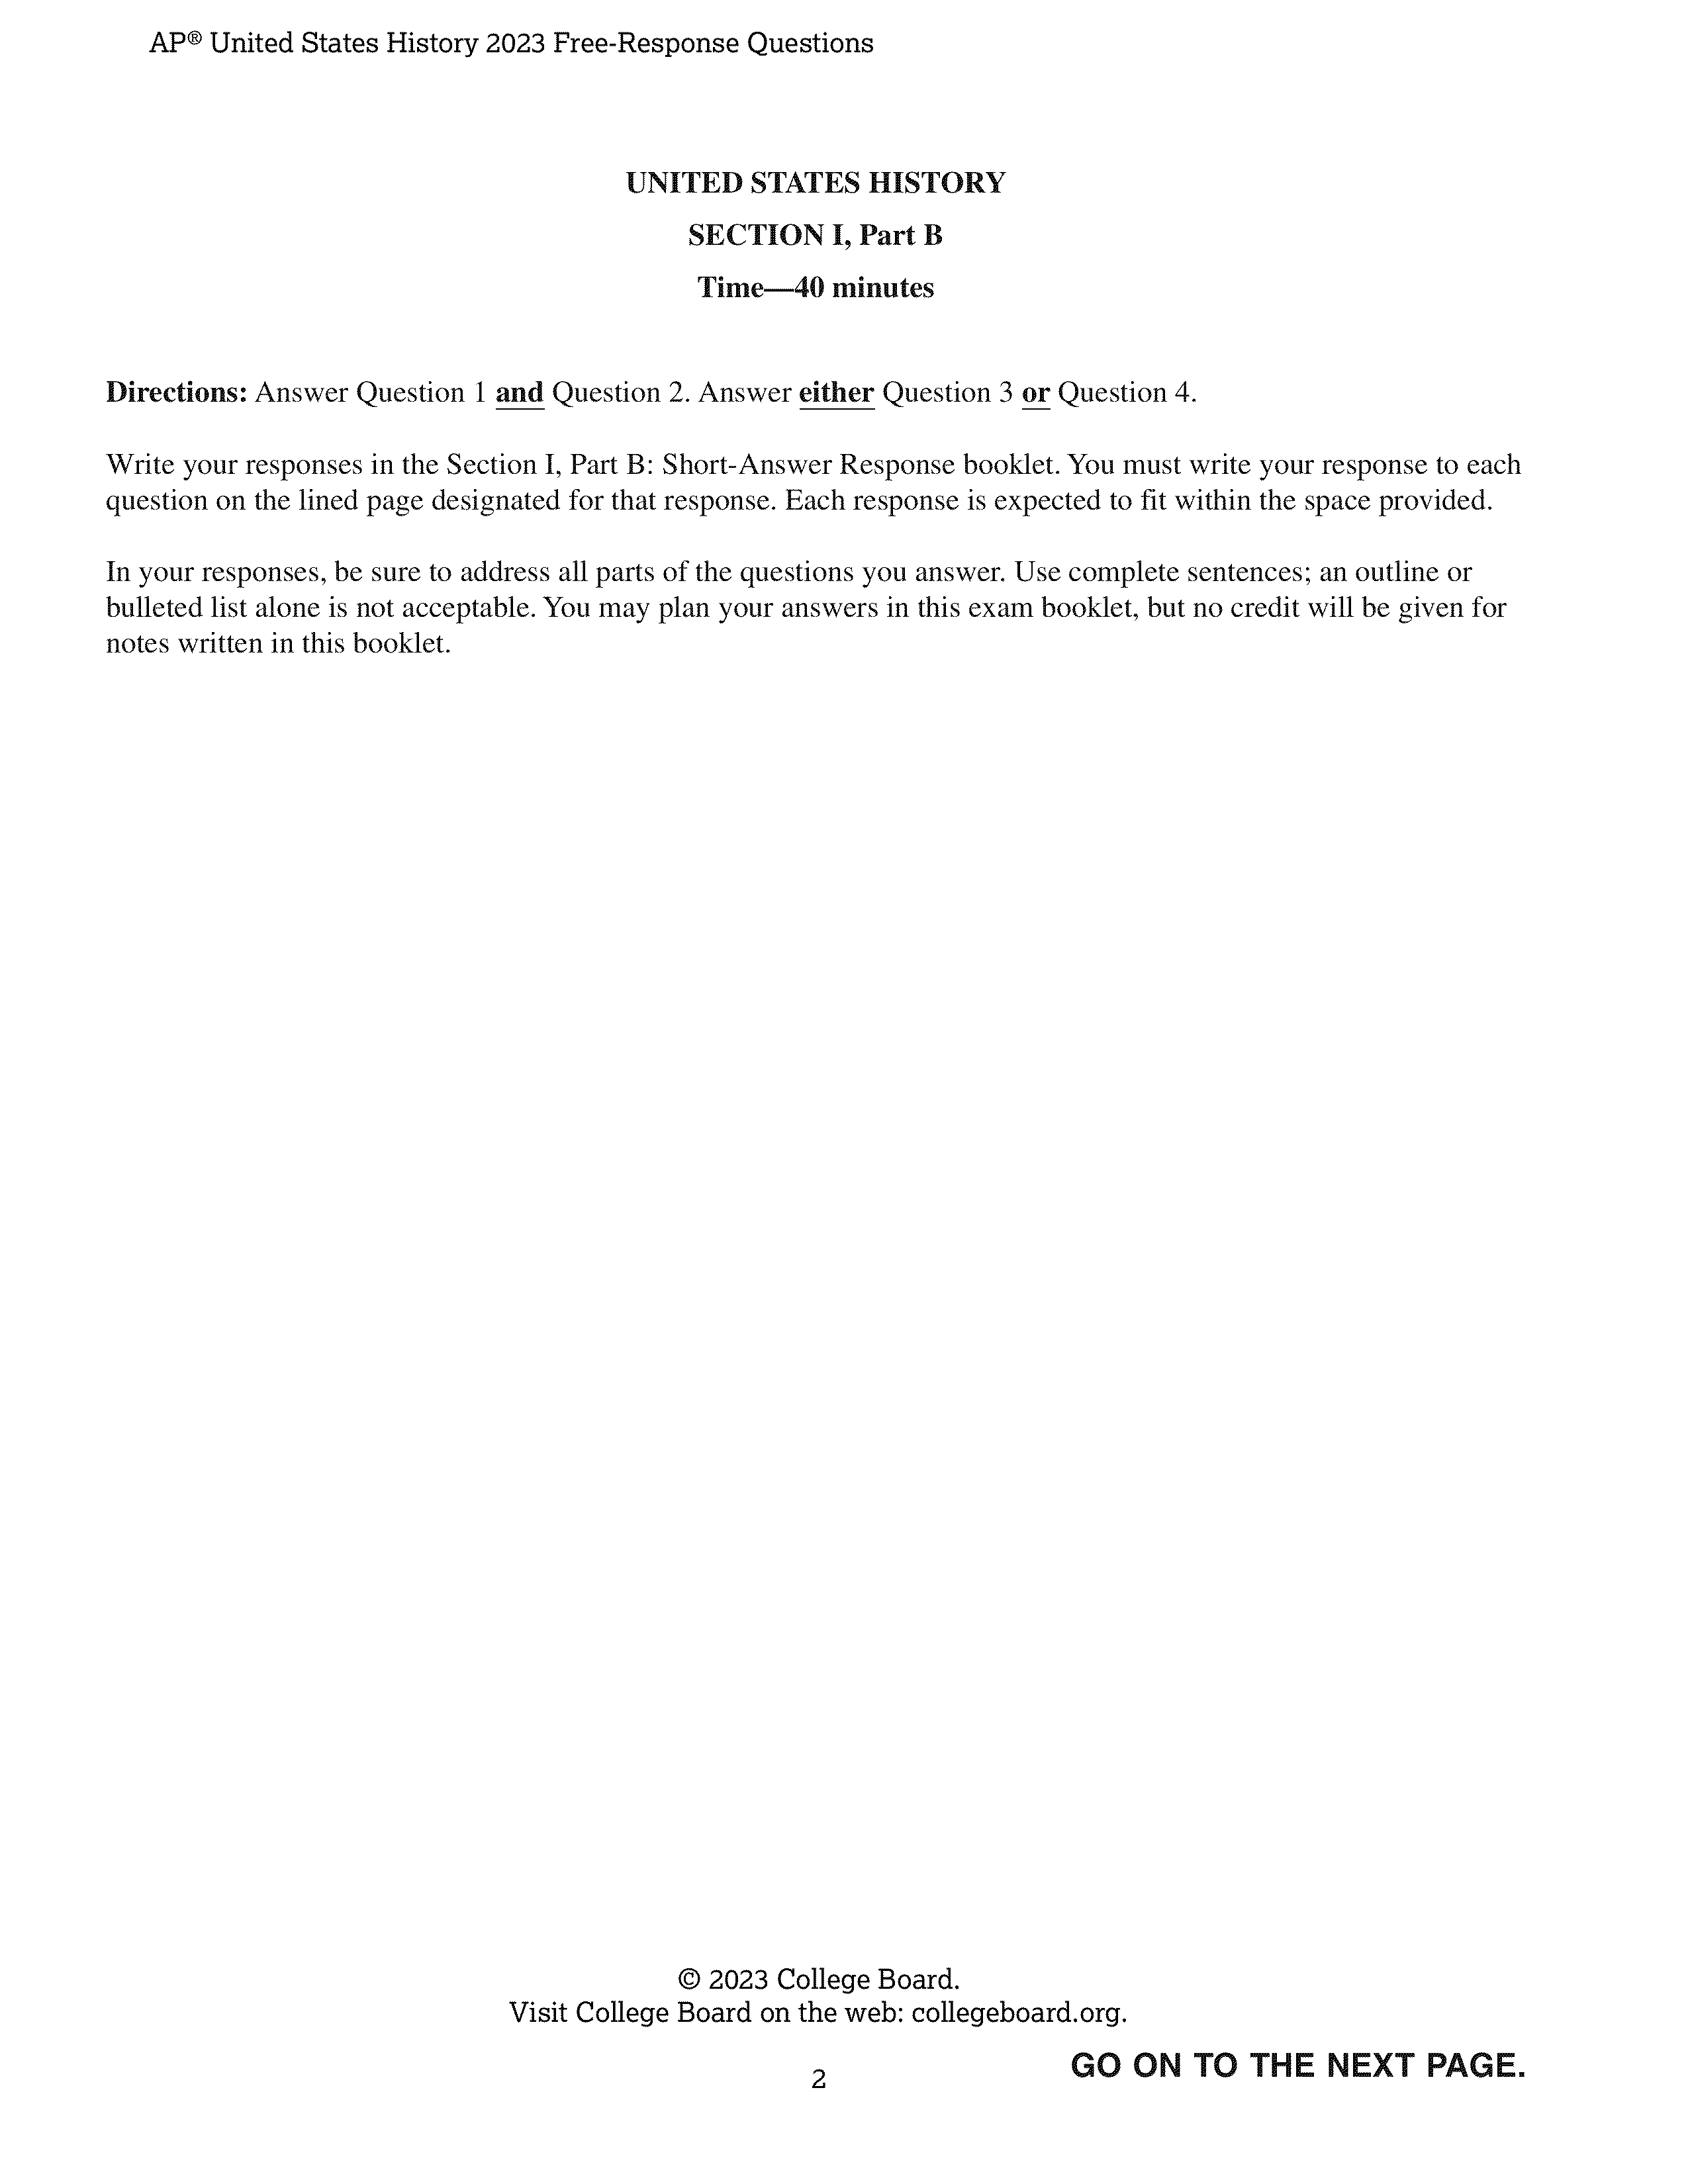 AP® United States History 2023 Free-Response Questions
UNITED STATES HISTORY
SECTION I, Part B
Time—40 minutes
Directions: Answer Question 1 and Question 2. Answer either Question 3 or Question 4.
Write your responses in the Section I, Part B: Short-Answer Response booklet. You must write your response to each
question on the lined page designated for that response. Each response is expected to fit within the space provided.
In your responses, be sure to address all parts of the questions you answer. Use complete sentences; an outline or
bulleted list alone is not acceptable. You may plan your answers in this exam booklet, but no credit will be given for
notes written in this booklet.
© 2023 College Board.
Visit College Board on the web: collegeboard.org.
GO ON TO THE NEXT PAGE.
2